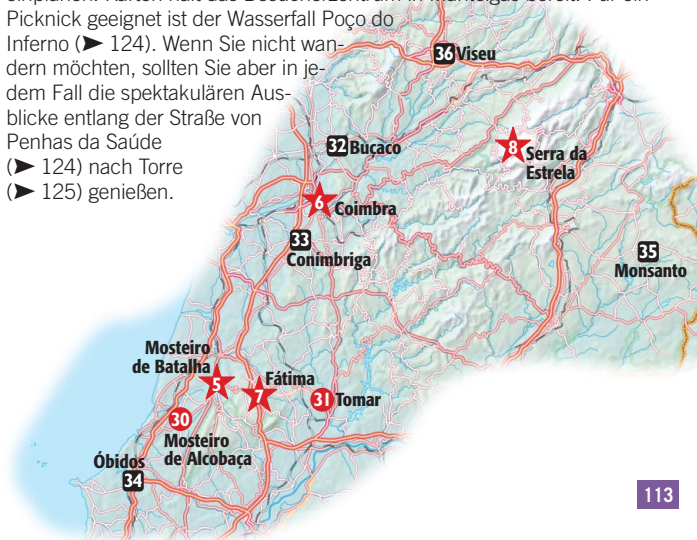 Picknick geeignet ist der Wasserfall Poço do
Inferno (➤ 124). Wenn Sie nicht wan-
dern möchten, sollten Sie aber in je-
dem Fall die spektakulären Aus-
blicke entlang der Straße von
Penhas da Saúde
(➤ 124) nach Torre
(➤ 125) genießen.
36 Viseu
32 Buçaco
8 Serra da
Estrela
6 Coimbra
33
Conímbriga
35
Monsanto
Mosteiro
de Batalha
5
Fátima
7
31 Tomar
30
Mosteiro
de Alcobaça
Óbidos
34
113